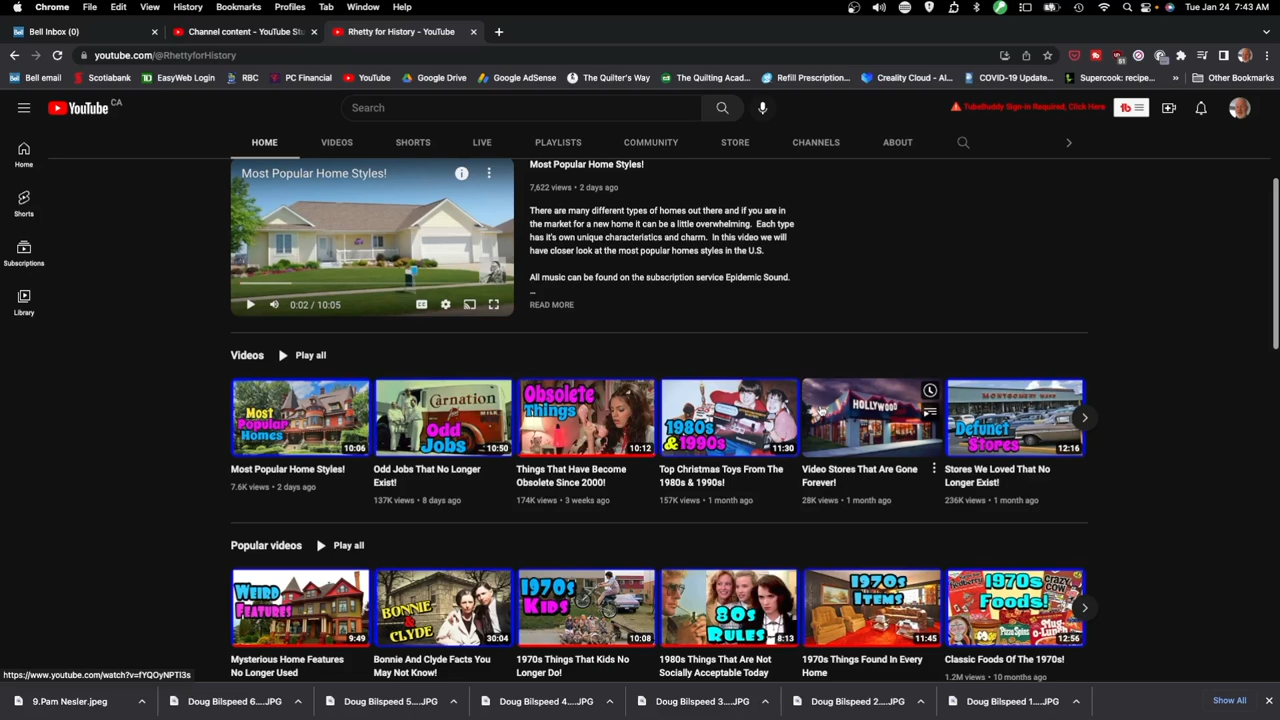 Chrome File Edit View History Bookmarks Profiles Tab Window Help Tue Jan 24 7:43 AM
Bell Inbox (0) Channel content - YouTube Stu Rhetty for History - YouTube
youtube.com/@RhettyforHistory
Bell email Scotiabank EasyWeb Login RBC PC Financial YouTube Google Drive Google AdSense The Quilter's Way The Quilting Acad... Refill Prescription... Creality Cloud - Al... COVID-19 Update... Supercook: recipe... » Other Bookmarks
YouTube CA Search TubeBuddy Sign-in Required, Click Here
HOME VIDEOS SHORTS LIVE PLAYLISTS COMMUNITY STORE CHANNELS ABOUT
Home
Shorts
Subscriptions
Library
Most Popular Home Styles!
0:02 / 10:05
Most Popular Home Styles!
7,622 views • 2 days ago
There are many different types of homes out there and if you are in
the market for a new home it can be a little overwhelming. Each type
has it's own unique characteristics and charm. In this video we will
have closer look at the most popular homes styles in the U.S.
All music can be found on the subscription service Epidemic Sound.
...
READ MORE
Videos Play all
Most Popular Homes 10:06
Carnation MILK Odd Jobs 10:50
Obsolete Things 10:12
1980s & 1990s 11:30
HOLLYWOOD
MONTGOMERY WARD Defunct Stores 12:16
Most Popular Home Styles!
7.6K views • 2 days ago
Odd Jobs That No Longer
Exist!
137K views • 8 days ago
Things That Have Become
Obsolete Since 2000!
174K views • 3 weeks ago
Top Christmas Toys From The
1980s & 1990s!
157K views • 1 month ago
Video Stores That Are Gone
Forever!
28K views • 1 month ago
Stores We Loved That No
Longer Exist!
236K views • 1 month ago
Popular videos Play all
WEIRD FEATURES 9:49
BONNIE & CLYDE 30:04
1970s KIDS 10:08
80s RULES 8:13
1970s ITEMS 11:45
1970s Foods! CRAZY COW Pizza Spins Mug-o-Lunch 12:56
Mysterious Home Features
No Longer Used
Bonnie And Clyde Facts You
May Not Know!
1970s Things That Kids No
Longer Do!
1980s Things That Are Not
Socially Acceptable Today
1970s Things Found In Every
Home
Classic Foods Of The 1970s!
1.2M views • 10 months ago
https://www.youtube.com/watch?v=fYQOyNPTI3s
9.Pam Nesler.jpeg Doug Bilspeed 6....JPG Doug Bilspeed 5....JPG Doug Bilspeed 4....JPG Doug Bilspeed 3....JPG Doug Bilspeed 2....JPG Doug Bilspeed 1....JPG Show All